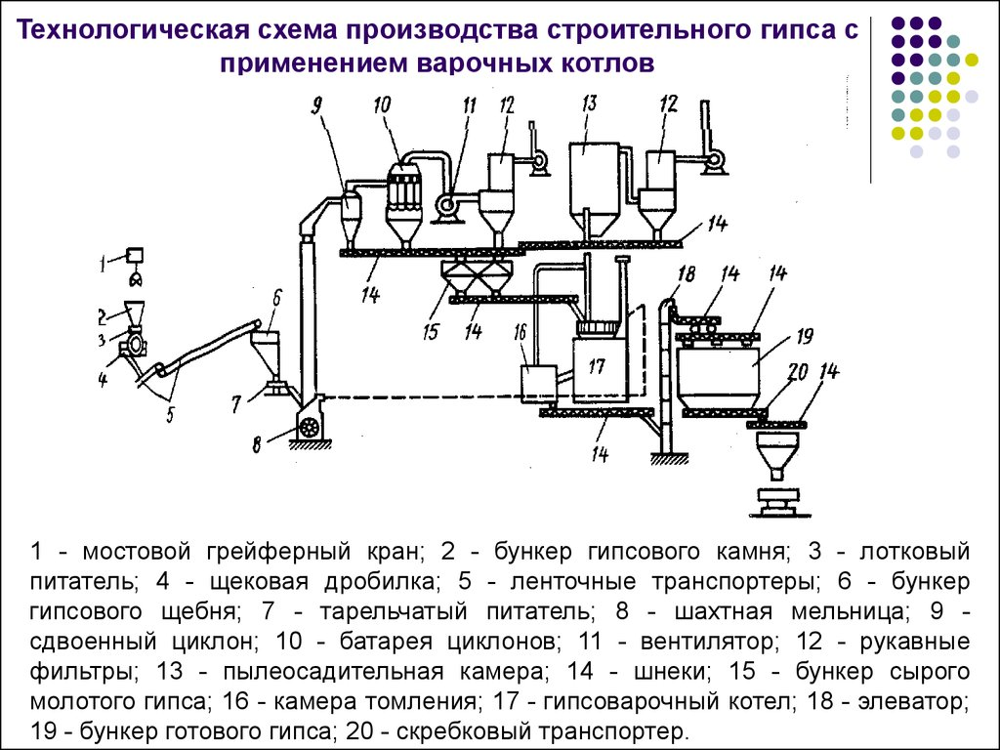 Технологическая схема производства строительного гипса с
применением варочных котлов
9 10 11 12 13 12
14
1
2
3
4
5
6
7
8
14
15 14 16
17
18 14 14
19
20 14
14
1 - мостовой грейферный кран; 2 - бункер гипсового камня; 3 - лотковый
питатель; 4 - щековая дробилка; 5 - ленточные транспортеры; 6 - бункер
гипсового щебня; 7 - тарельчатый питатель; 8 - шахтная мельница; 9 -
сдвоенный циклон; 10 - батарея циклонов; 11 - вентилятор; 12 - рукавные
фильтры; 13 - пылеосадительная камера; 14 - шнеки; 15 - бункер сырого
молотого гипса; 16 - камера томления; 17 - гипсоварочный котел; 18 - элеватор;
19 - бункер готового гипса; 20 - скребковый транспортер.